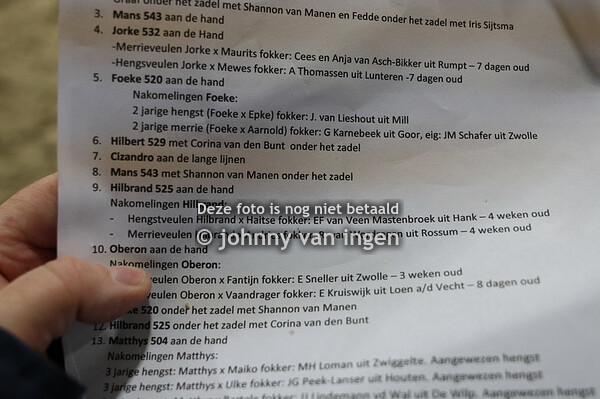 onder het zadel met Shannon van Manen en Fedde onder het zadel met Iris Sijtsma
3. Mans 543 aan de hand
4. Jorke 532 aan de Hand
-Merrieveulen Jorke x Maurits fokker: Cees en Anja van Asch-Bikker uit Rumpt – 7 dagen oud
-Hengsveulen Jorke x Mewes fokker: A Thomassen uit Lunteren -7 dagen oud
5. Foeke 520 aan de hand
Nakomelingen Foeke:
2 jarige hengst (Foeke x Epke) fokker: J. van Lieshout uit Mill
2 jarige merrie (Foeke x Aarnold) fokker: G Karnebeek uit Goor, eig: JM Schafer uit Zwolle
6. Hilbert 529 met Corina van den Bunt onder het zadel
7. Cizandro aan de lange lijnen
8. Mans 543 met Shannon van Manen onder het zadel
9. Hilbrand 525 aan de hand
Nakomelingen Hilbrand:
Deze foto is nog niet betaald
- Hengstveulen Hilbrand x Haitse fokker: EF van Veen Mastenbroek uit Hank – 4 weken oud
- Merrieveulen uit Rossum – 4 weken oud
© johnny van ingen
10. Oberon aan de hand
Nakomelingen Oberon:
veulen Oberon x Fantijn fokker: E Sneller uit Zwolle – 3 weken oud
veulen Oberon x Vaandrager fokker: E Kruiswijk uit Loen a/d Vecht – 8 dagen oud
520 onder het zadel met Shannon van Manen
12. Hilbrand 525 onder het zadel met Corina van den Bunt
13. Matthys 504 aan de hand
Nakomelingen Matthys:
3 jarige hengst: Matthys x Maiko fokker: MH Loman uit Zwiggelte. Aangewezen hengst
3 jarige hengst: Matthys x Ulke fokker: JG Peek-Lanser uit Houten. Aangewezen hengst
Lindemann vd Wal uit De Wilp. Aangewezen hengst